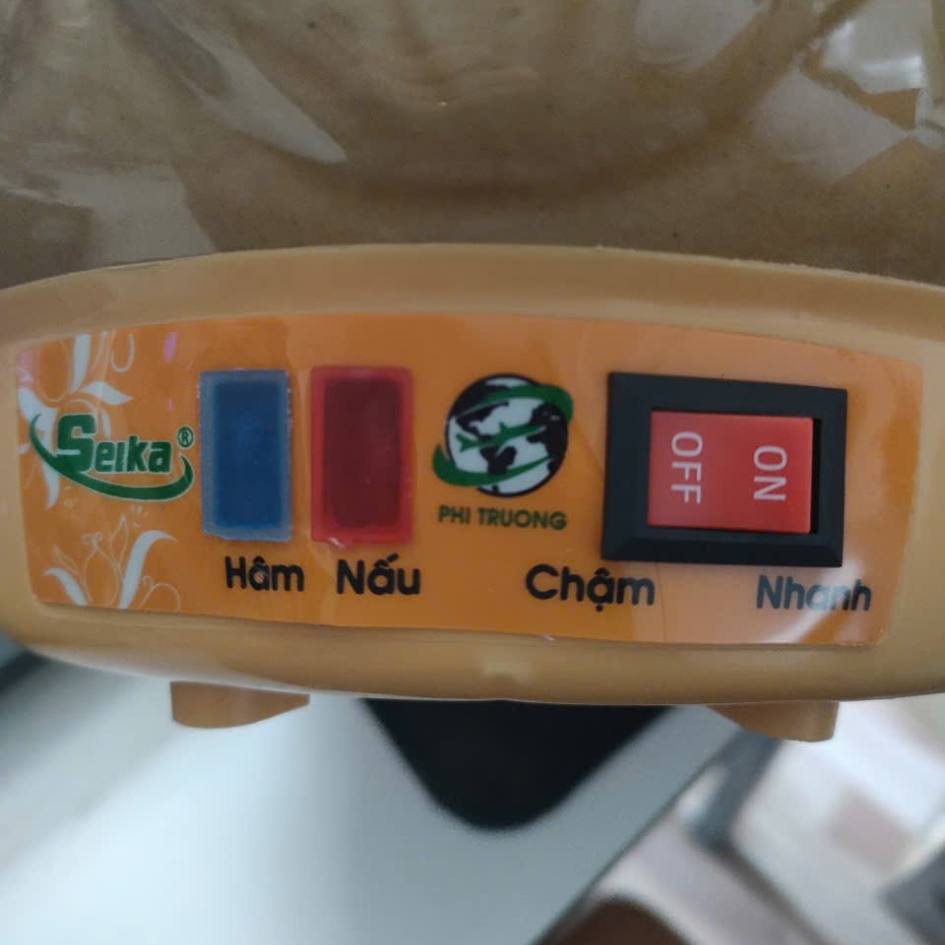 Seika®
Hâm
Nấu
PHI TRUONG
OFF
ON
Chậm
Nhanh